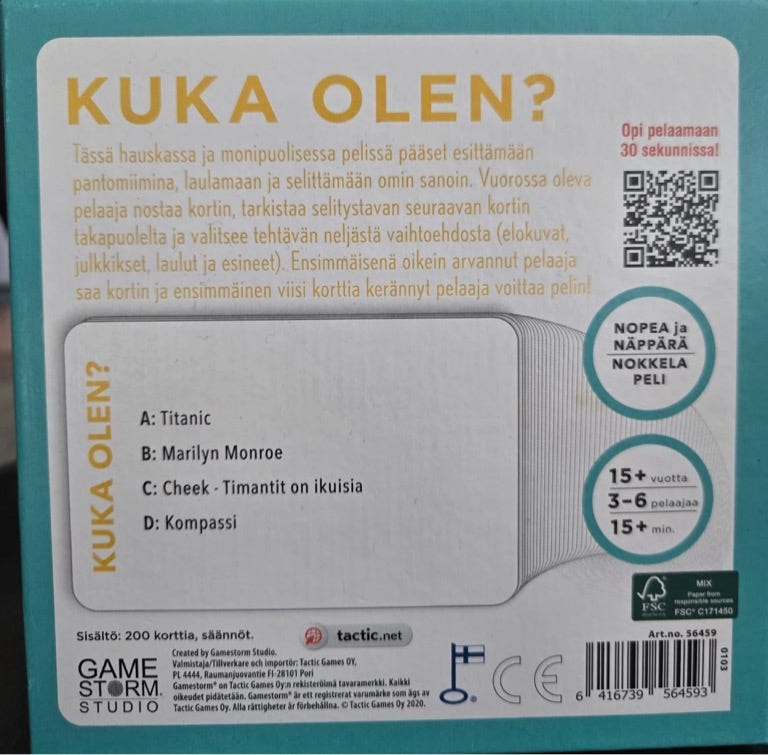 KUKA OLEN?
Tässä hauskassa ja monipuolisessa pelissä pääset esittämään
pantomiimina, laulamaan ja selittämään omin sanoin. Vuorossa oleva
pelaaja nostaa kortin, tarkistaa selitystavan seuraavan kortin
takapuolelta ja valitsee tehtävän neljästä vaihtoehdosta (elokuvat,
julkkikset, laulut ja esineet). Ensimmäisenä oikein arvannut pelaaja
saa kortin ja ensimmäinen viisi korttia kerännyt pelaaja voittaa pelin!
Opi pelaamaan
30 sekunnissa!
NOPEA ja
NÄPPÄRÄ
NOKKELA
PELI
KUKA OLEN?
A: Titanic
B: Marilyn Monroe
C: Cheek - Timantit on ikuisia
D: Kompassi
15+ vuotta
3-6 pelaajaa
15+ min.
FSC
MIX
Paper from
responsible sources
FSC® C171450
Sisältö: 200 korttia, säännöt.
tactic.net
GAME
STORM.
STUDIO
Created by Gamestorm Studio.
Valmistaja/Tillverkare och importör: Tactic Games OY,
PL 4444, Raumanjuovantie FI-28101 Pori
Gamestorm® on Tactic Games Oy:n rekisteröimä tavaramerkki. Kaikki
oikeudet pidätetään. Gamestorm® är ett registrerat varumärke som ägs av
Tactic Games Oy. Alla rättigheter är förbehållna. © Tactic Games Oy 2020.
CE
Art.no. 56459
0103
6 416739 564593